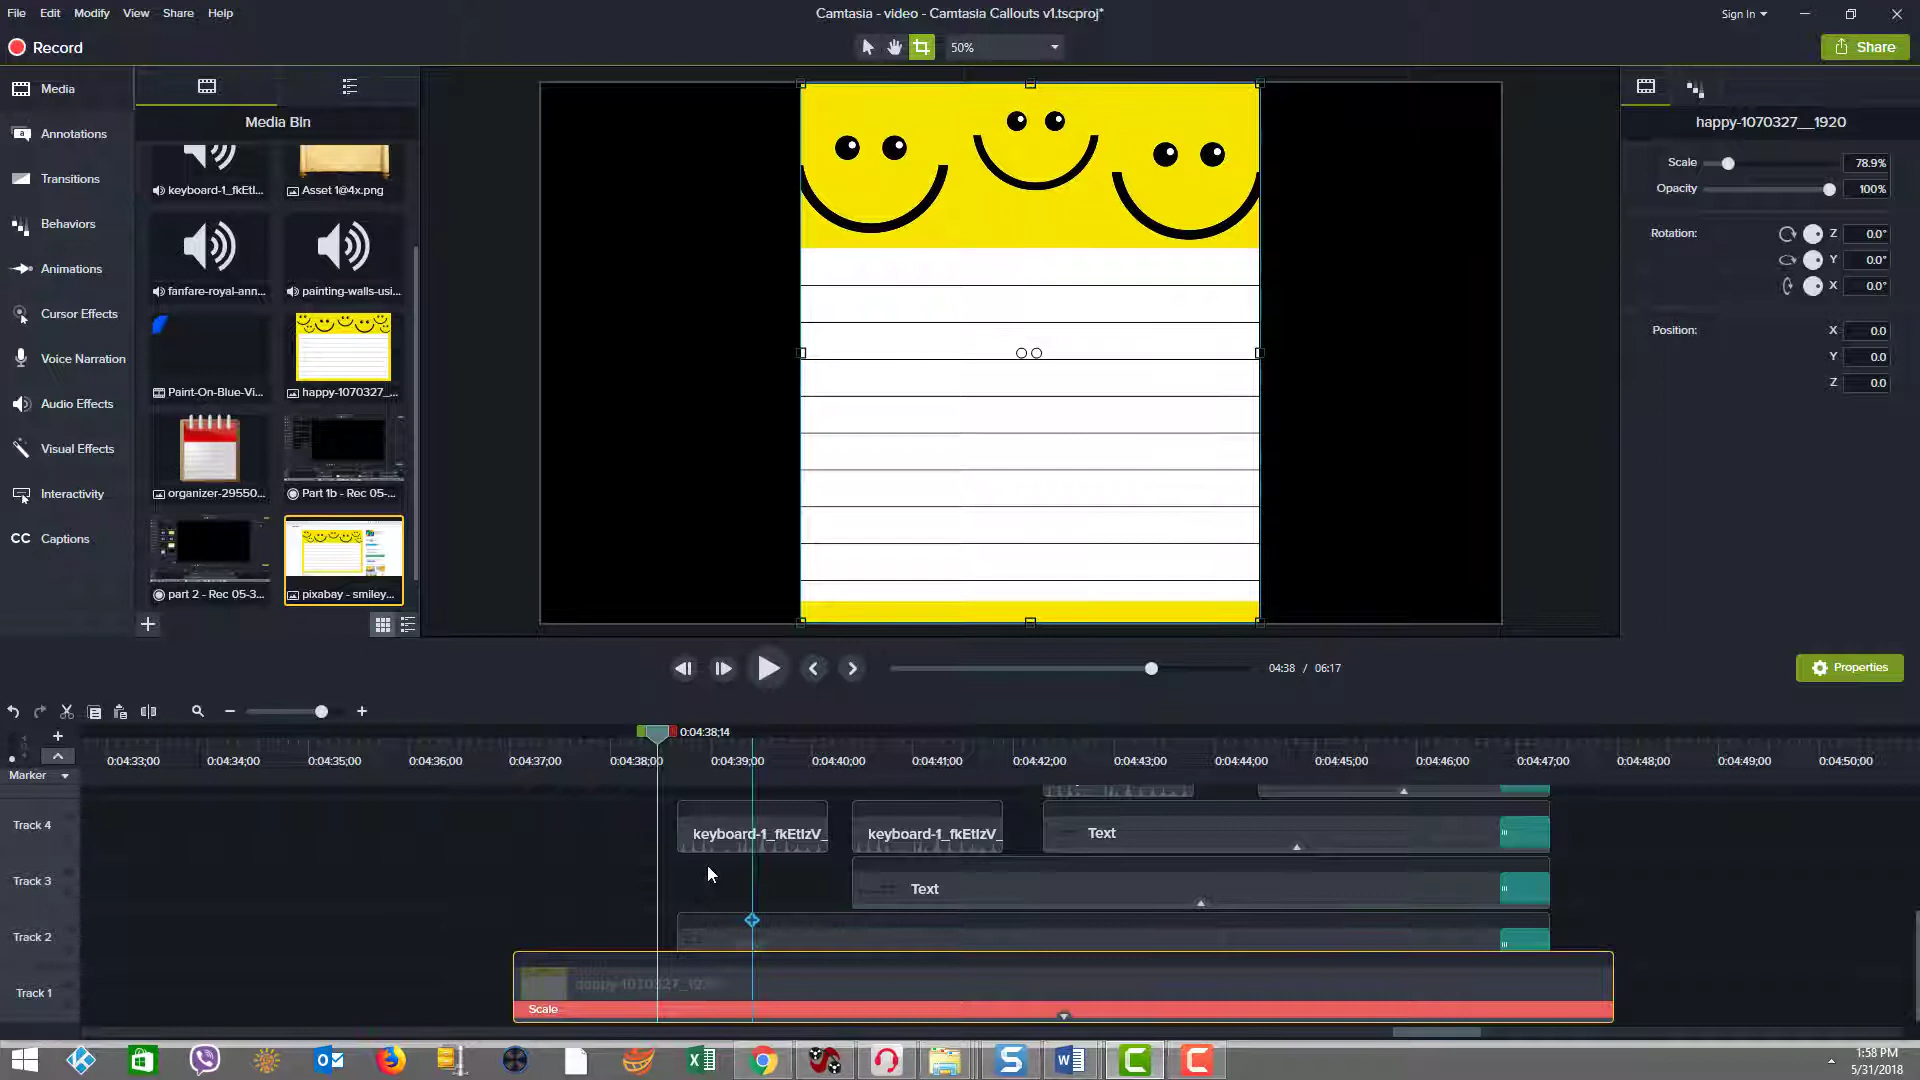 File Edit Modify View Share Help
Camtasia - video - Camtasia Callouts v1.tscproj*
Sign In
Record
50%
Share
Media
Annotations
Transitions
Behaviors
Animations
Cursor Effects
Voice Narration
Audio Effects
Visual Effects
Interactivity
CC Captions
Media Bin
keyboard-1_fkEtI... Asset 1@4x.png
fanfare-royal-ann... painting-walls-usi...
Paint-On-Blue-Vi... happy-1070327_...
organizer-29550... Part 1b - Rec 05-...
part 2 - Rec 05-3... pixabay - smiley...
happy-1070327__1920
Scale 78.9%
Opacity 100%
Rotation: Z 0.0°
Y 0.0°
X 0.0°
Position: X 0.0
Y 0.0
Z 0.0
04:38 / 06:17
Properties
0:04:38;14
0:04:33;00 0:04:34;00 0:04:35;00 0:04:36;00 0:04:37;00 0:04:38;00 0:04:39;00 0:04:40;00 0:04:41;00 0:04:42;00 0:04:43;00 0:04:44;00 0:04:45;00 0:04:46;00 0:04:47;00 0:04:48;00 0:04:49;00 0:04:50;00
Marker
Track 4 keyboard-1_fkEtIzV_ keyboard-1_fkEtIzV_ Text
Track 3 Text
Track 2
Track 1
Scale
1:58 PM
5/31/2018